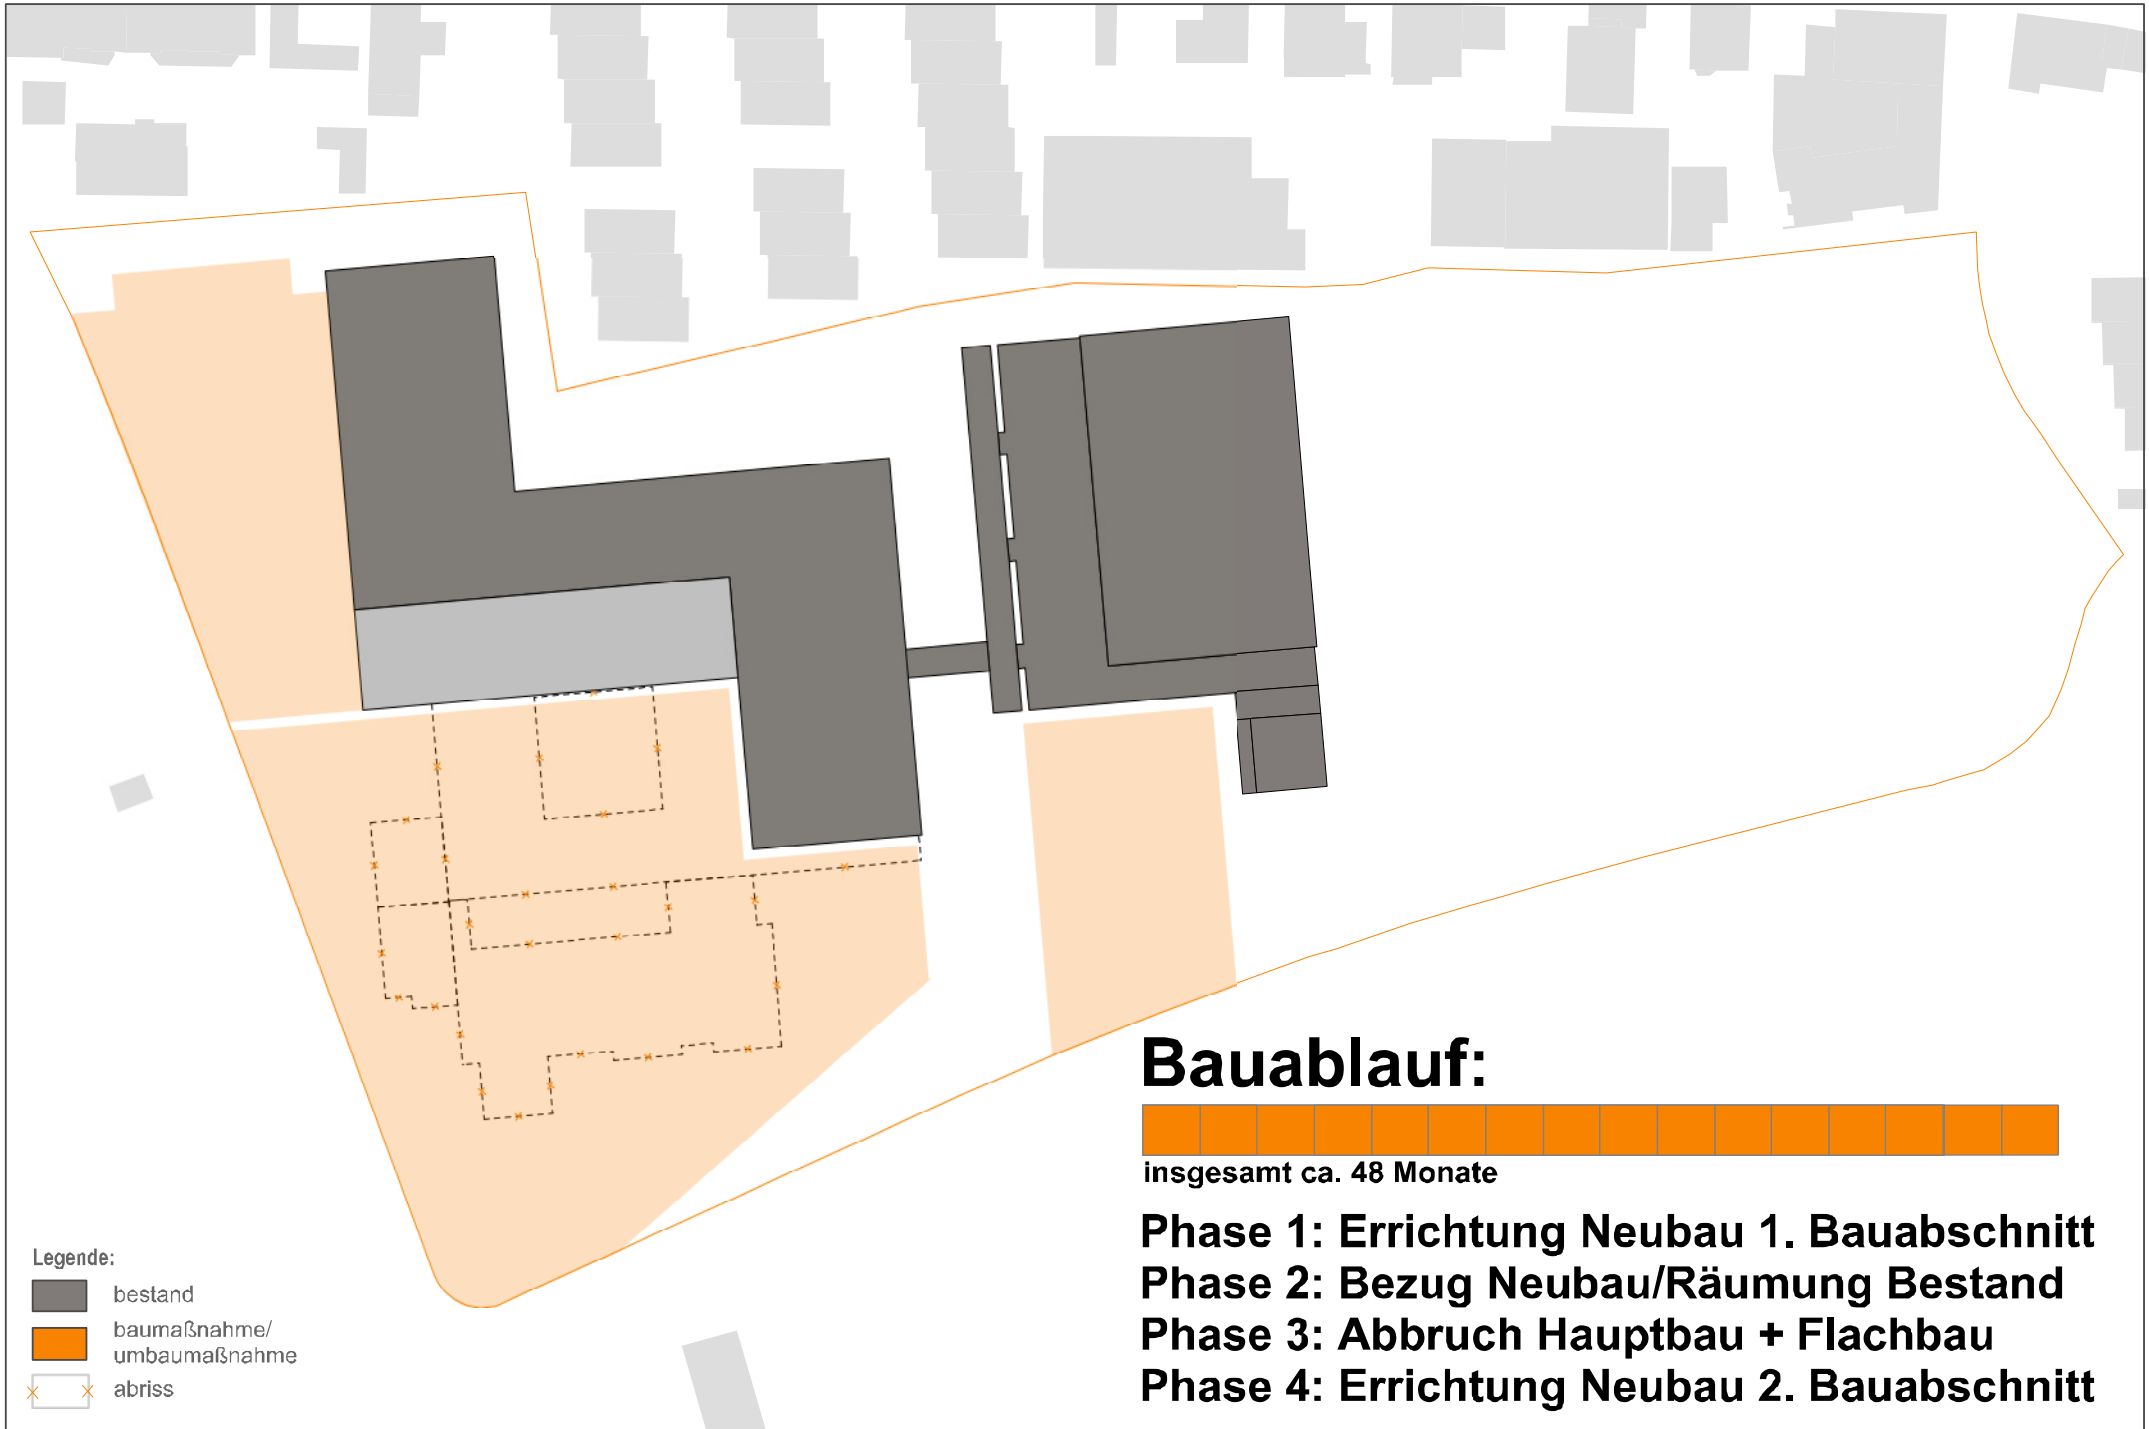 Bauablauf:
insgesamt ca. 48 Monate
Phase 1: Errichtung Neubau 1. Bauabschnitt
Phase 2: Bezug Neubau/Räumung Bestand
Phase 3: Abbruch Hauptbau + Flachbau
Phase 4: Errichtung Neubau 2. Bauabschnitt
Legende:
bestand
baumaßnahme/
umbaumaßnahme
abriss